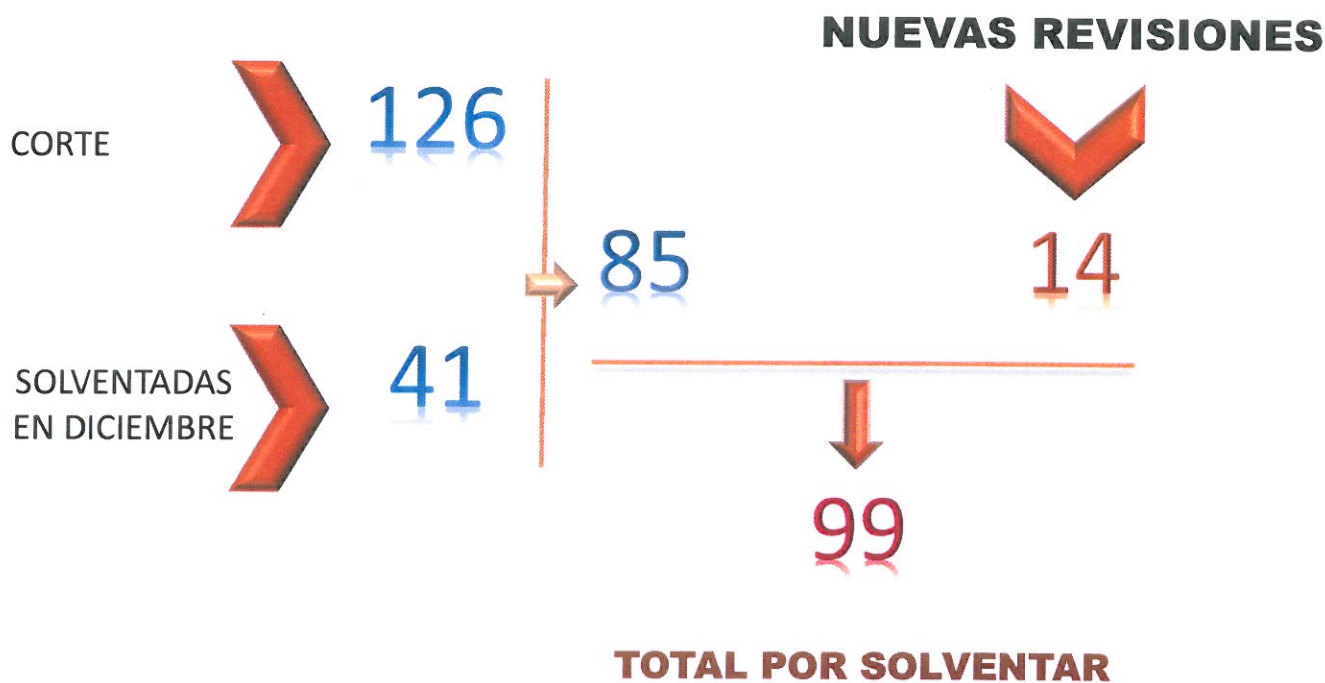 NUEVAS REVISIONES
CORTE
126
85
14
SOLVENTADAS
EN DICIEMBRE
41
99
TOTAL POR SOLVENTAR